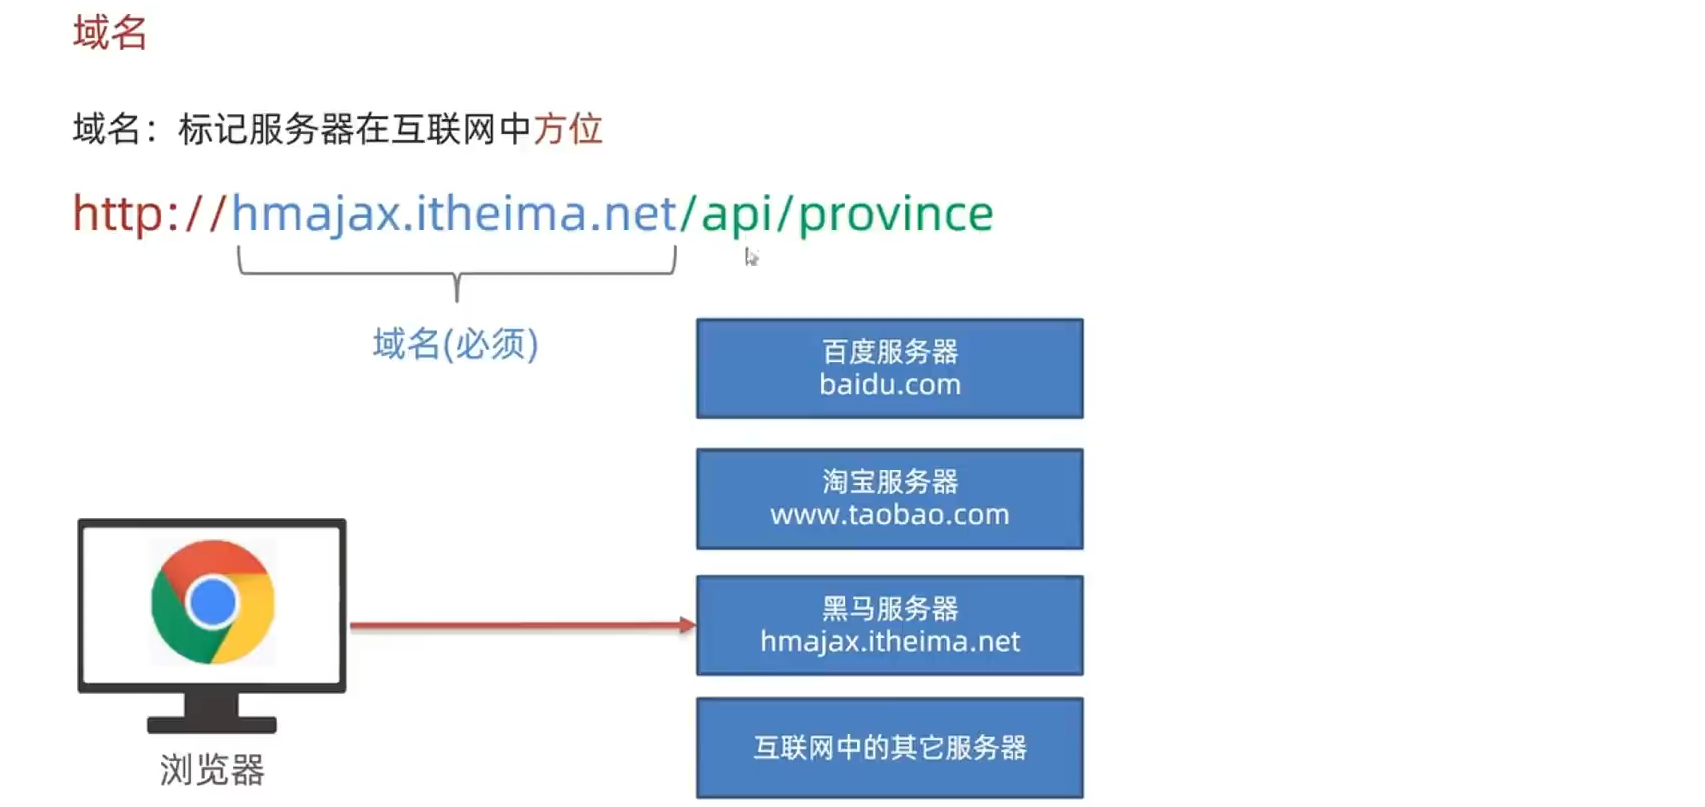 域名
域名：标记服务器在互联网中方位
http://hmajax.itheima.net/api/province
域名(必须)
百度服务器
baidu.com
淘宝服务器
www.taobao.com
黑马服务器
hmajax.itheima.net
互联网中的其它服务器
浏览器